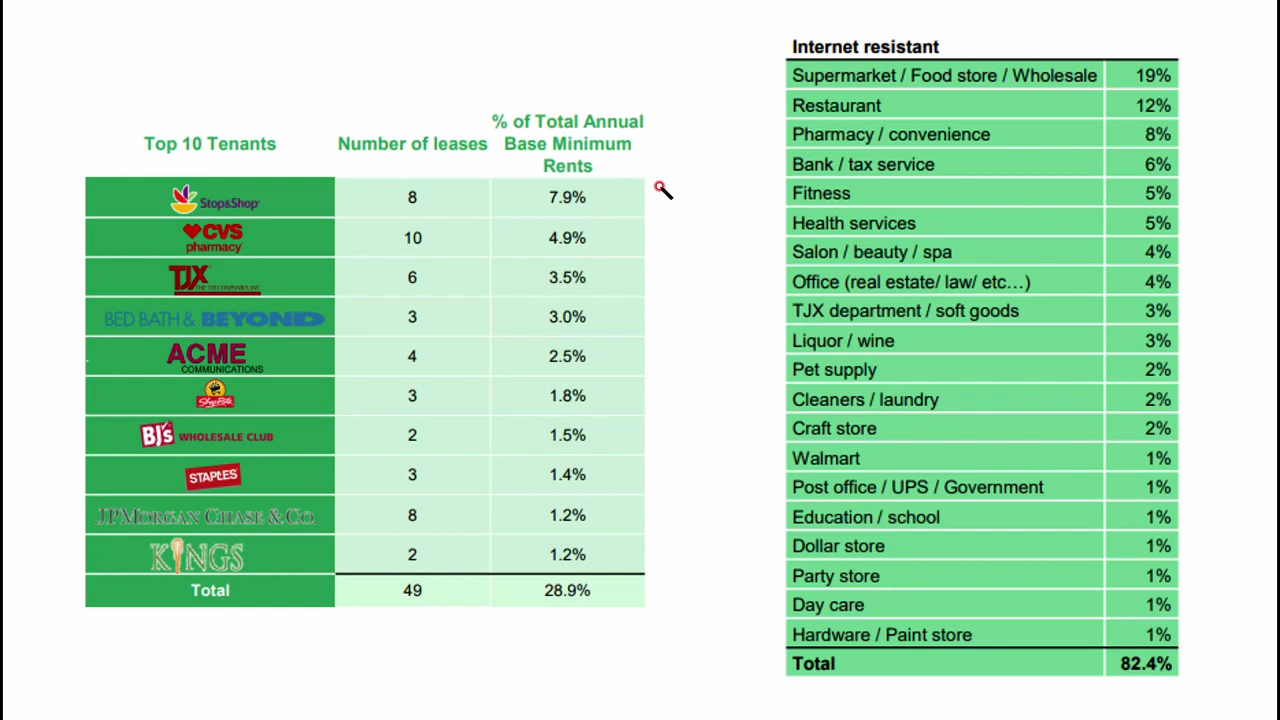 Internet resistant
Supermarket / Food store / Wholesale 19%
Restaurant 12%
Pharmacy / convenience 8%
Bank / tax service 6%
Fitness 5%
Health services 5%
Salon / beauty / spa 4%
Office (real estate/ law/ etc…) 4%
TJX department / soft goods 3%
Liquor / wine 3%
Pet supply 2%
Cleaners / laundry 2%
Craft store 2%
Walmart 1%
Post office / UPS / Government 1%
Education / school 1%
Dollar store 1%
Party store 1%
Day care 1%
Hardware / Paint store 1%
Total 82.4%
Top 10 Tenants Number of leases % of Total Annual
Base Minimum
Rents
Stop&Shop 8 7.9%
CVS
pharmacy 10 4.9%
TJX
THE TJX COMPANIES, INC. 6 3.5%
BED BATH & BEYOND 3 3.0%
ACME
COMMUNICATIONS 4 2.5%
ShopRite 3 1.8%
BJ's WHOLESALE CLUB 2 1.5%
STAPLES 3 1.4%
JPMORGAN CHASE & CO. 8 1.2%
KINGS 2 1.2%
Total 49 28.9%